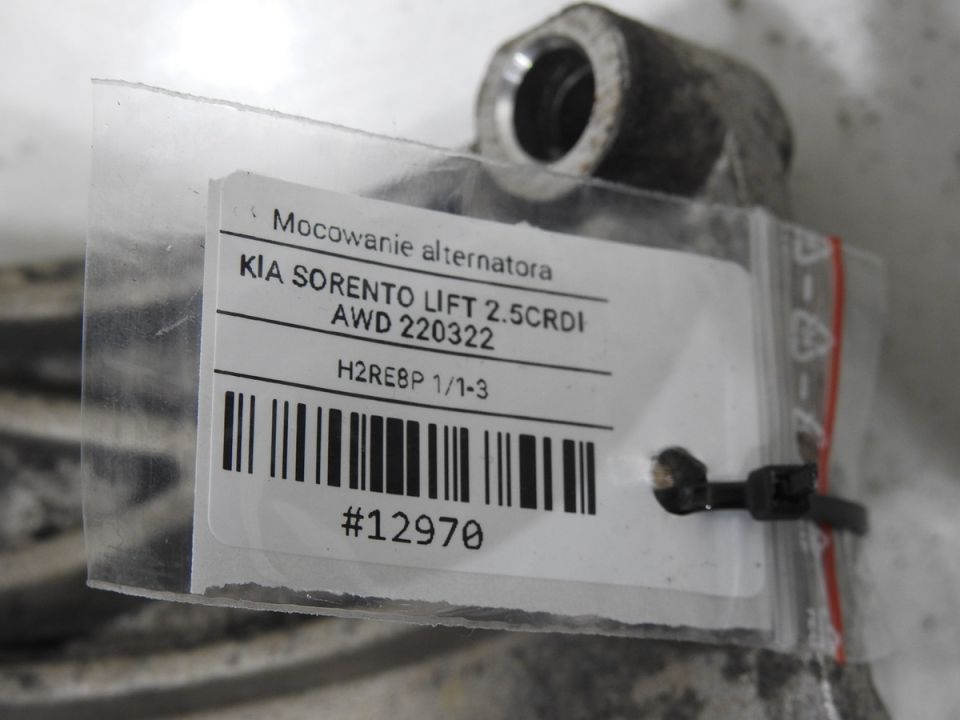 Mocowanie alternatora
KIA SORENTO LIFT 2.5CRDI
AWD 220322
H2RE8P 1/1-3
#12970